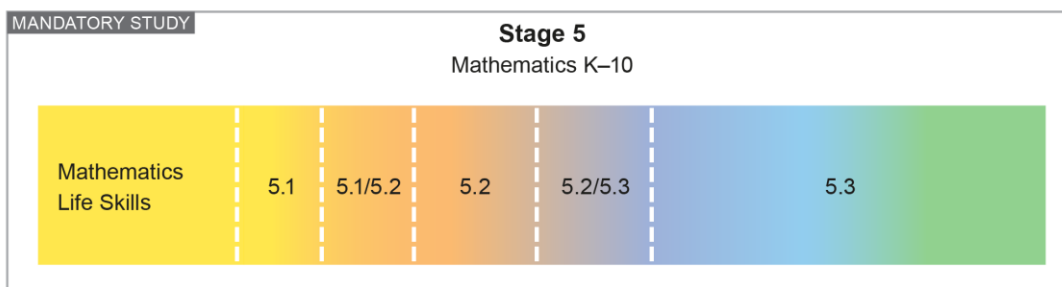 MANDATORY STUDY
Stage 5
Mathematics K–10
Mathematics
Life Skills
5.1
5.1/5.2
5.2
5.2/5.3
5.3